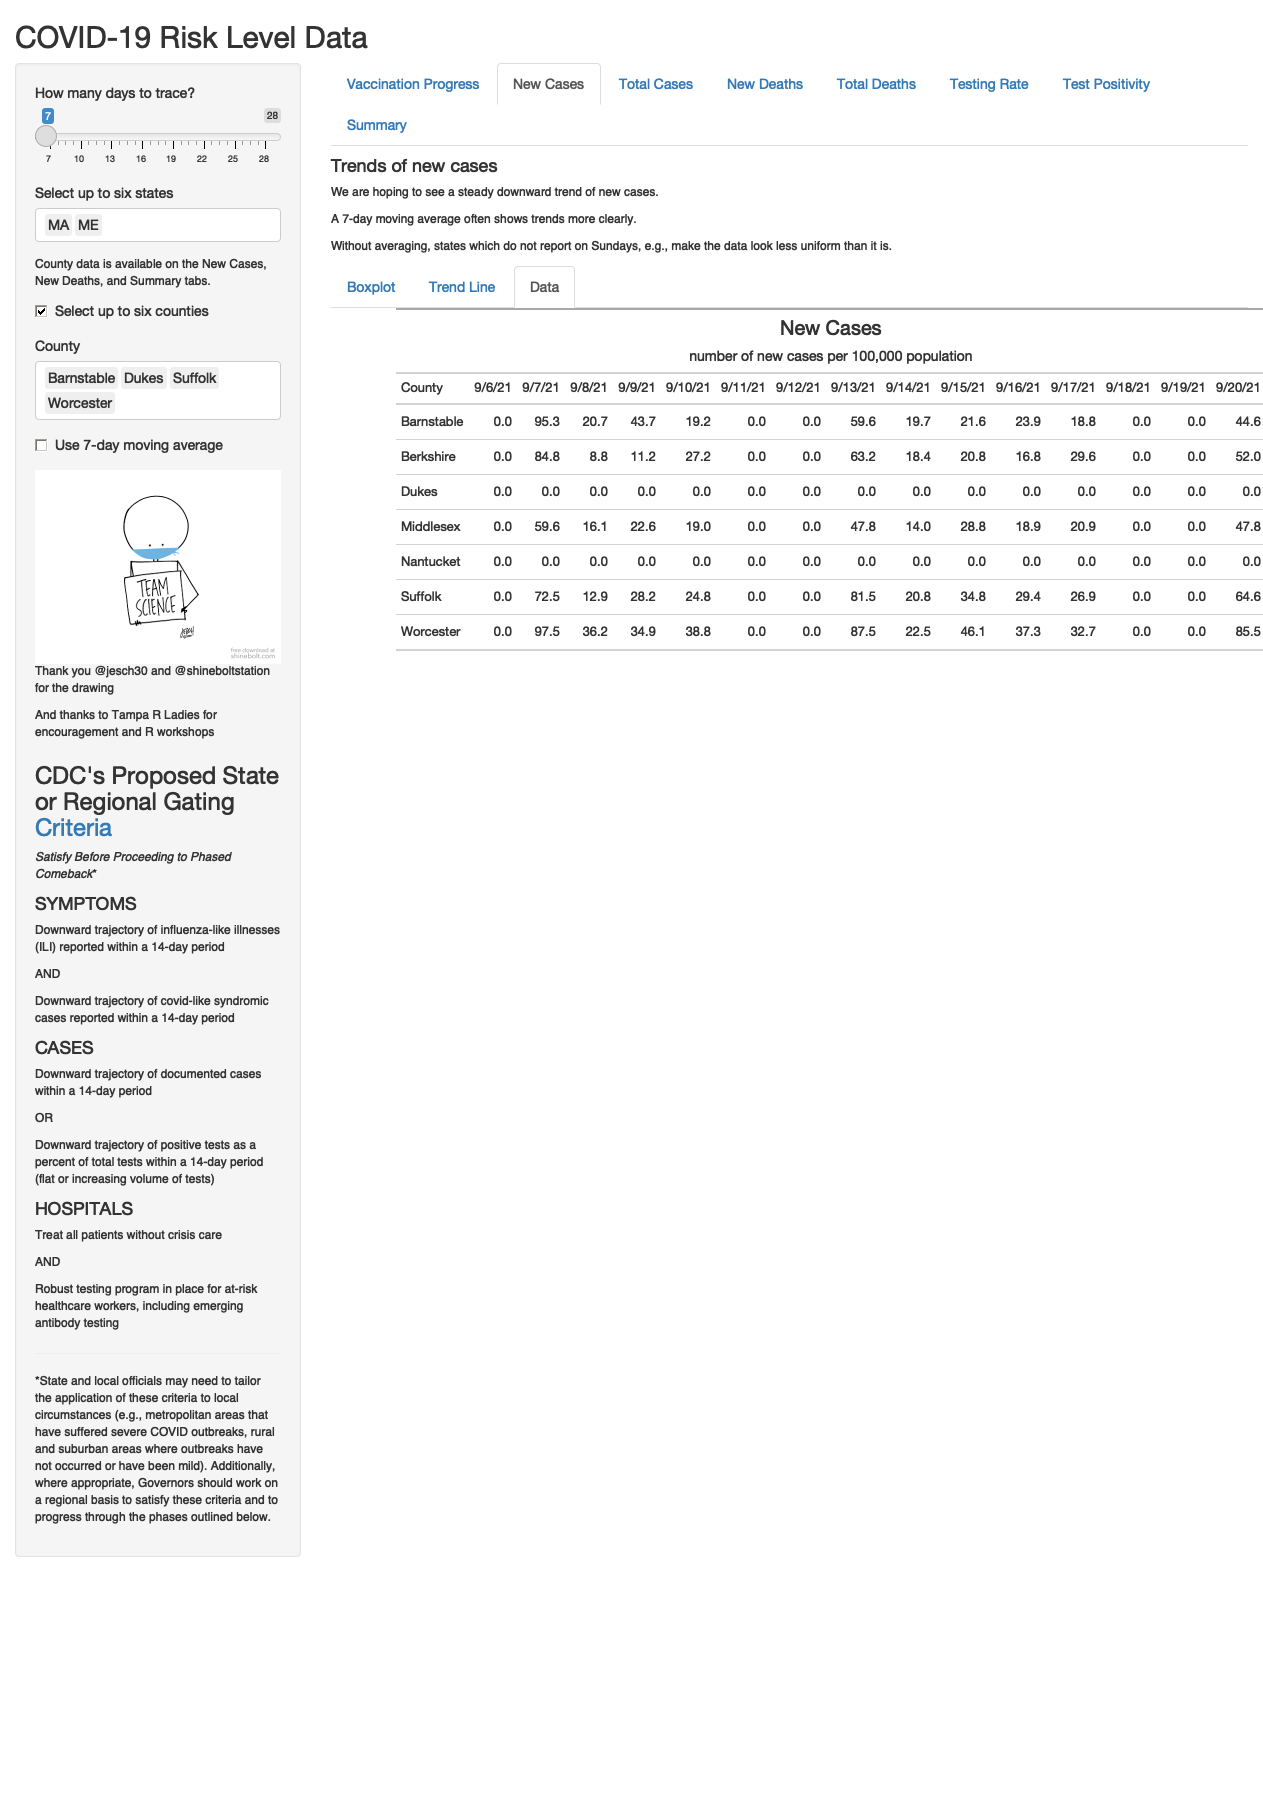 COVID-19 Risk Level Data
How many days to trace?
7 28
7 10 13 16 19 22 25 28
Select up to six states
MA ME
County data is available on the New Cases,
New Deaths, and Summary tabs.
Select up to six counties
County
Barnstable Dukes Suffolk
Worcester
Use 7-day moving average
TEAM
SCIENCE
free download at
shinebolt.com
Thank you @jesch30 and @shineboltstation
for the drawing
And thanks to Tampa R Ladies for
encouragement and R workshops
CDC's Proposed State
or Regional Gating
Criteria
Satisfy Before Proceeding to Phased
Comeback*
SYMPTOMS
Downward trajectory of influenza-like illnesses
(ILI) reported within a 14-day period
AND
Downward trajectory of covid-like syndromic
cases reported within a 14-day period
CASES
Downward trajectory of documented cases
within a 14-day period
OR
Downward trajectory of positive tests as a
percent of total tests within a 14-day period
(flat or increasing volume of tests)
HOSPITALS
Treat all patients without crisis care
AND
Robust testing program in place for at-risk
healthcare workers, including emerging
antibody testing
*State and local officials may need to tailor
the application of these criteria to local
circumstances (e.g., metropolitan areas that
have suffered severe COVID outbreaks, rural
and suburban areas where outbreaks have
not occurred or have been mild). Additionally,
where appropriate, Governors should work on
a regional basis to satisfy these criteria and to
progress through the phases outlined below.
Vaccination Progress New Cases Total Cases New Deaths Total Deaths Testing Rate Test Positivity
Summary
Trends of new cases
We are hoping to see a steady downward trend of new cases.
A 7-day moving average often shows trends more clearly.
Without averaging, states which do not report on Sundays, e.g., make the data look less uniform than it is.
Boxplot Trend Line Data
New Cases
number of new cases per 100,000 population
County 9/6/21 9/7/21 9/8/21 9/9/21 9/10/21 9/11/21 9/12/21 9/13/21 9/14/21 9/15/21 9/16/21 9/17/21 9/18/21 9/19/21 9/20/21
Barnstable 0.0 95.3 20.7 43.7 19.2 0.0 0.0 59.6 19.7 21.6 23.9 18.8 0.0 0.0 44.6
Berkshire 0.0 84.8 8.8 11.2 27.2 0.0 0.0 63.2 18.4 20.8 16.8 29.6 0.0 0.0 52.0
Dukes 0.0 0.0 0.0 0.0 0.0 0.0 0.0 0.0 0.0 0.0 0.0 0.0 0.0 0.0 0.0
Middlesex 0.0 59.6 16.1 22.6 19.0 0.0 0.0 47.8 14.0 28.8 18.9 20.9 0.0 0.0 47.8
Nantucket 0.0 0.0 0.0 0.0 0.0 0.0 0.0 0.0 0.0 0.0 0.0 0.0 0.0 0.0 0.0
Suffolk 0.0 72.5 12.9 28.2 24.8 0.0 0.0 81.5 20.8 34.8 29.4 26.9 0.0 0.0 64.6
Worcester 0.0 97.5 36.2 34.9 38.8 0.0 0.0 87.5 22.5 46.1 37.3 32.7 0.0 0.0 85.5